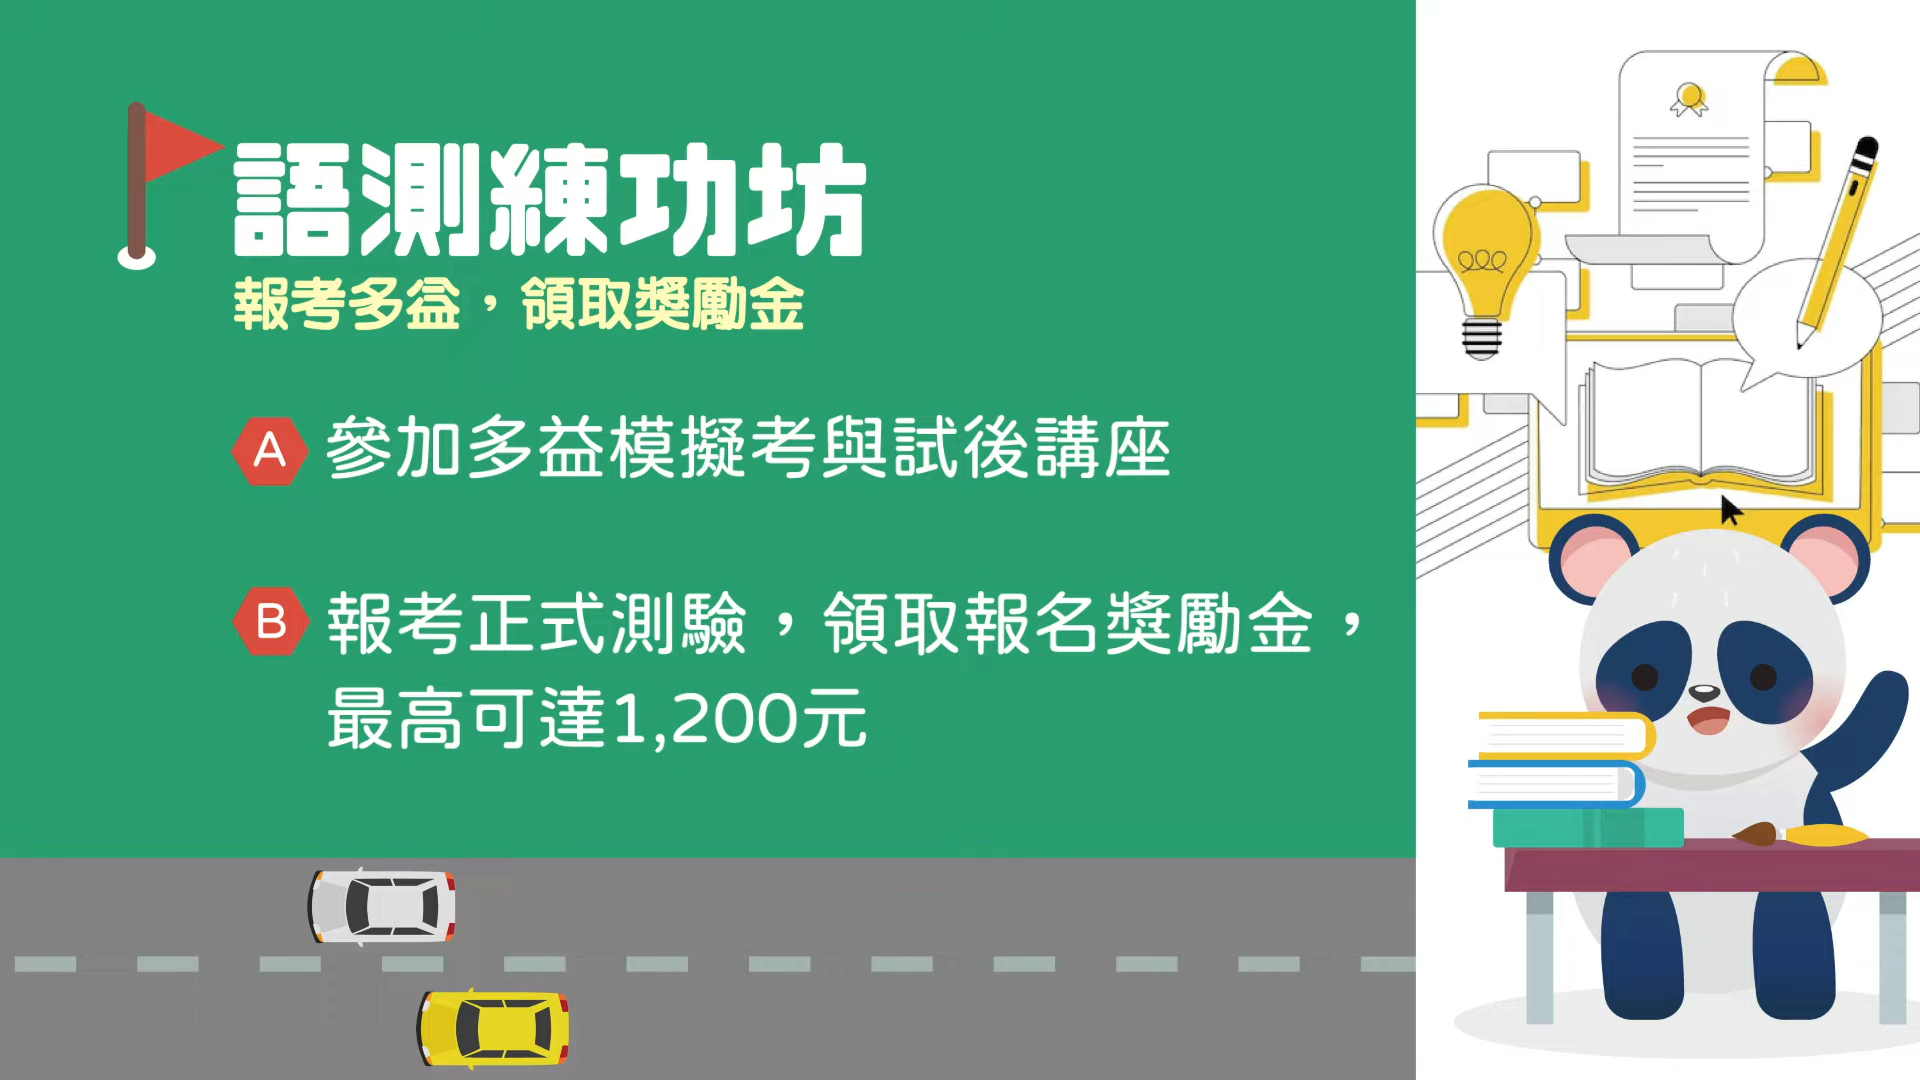 語測練功坊
報考多益，領取獎勵金
A 參加多益模擬考與試後講座
B 報考正式測驗，領取報名獎勵金，
最高可達1,200元